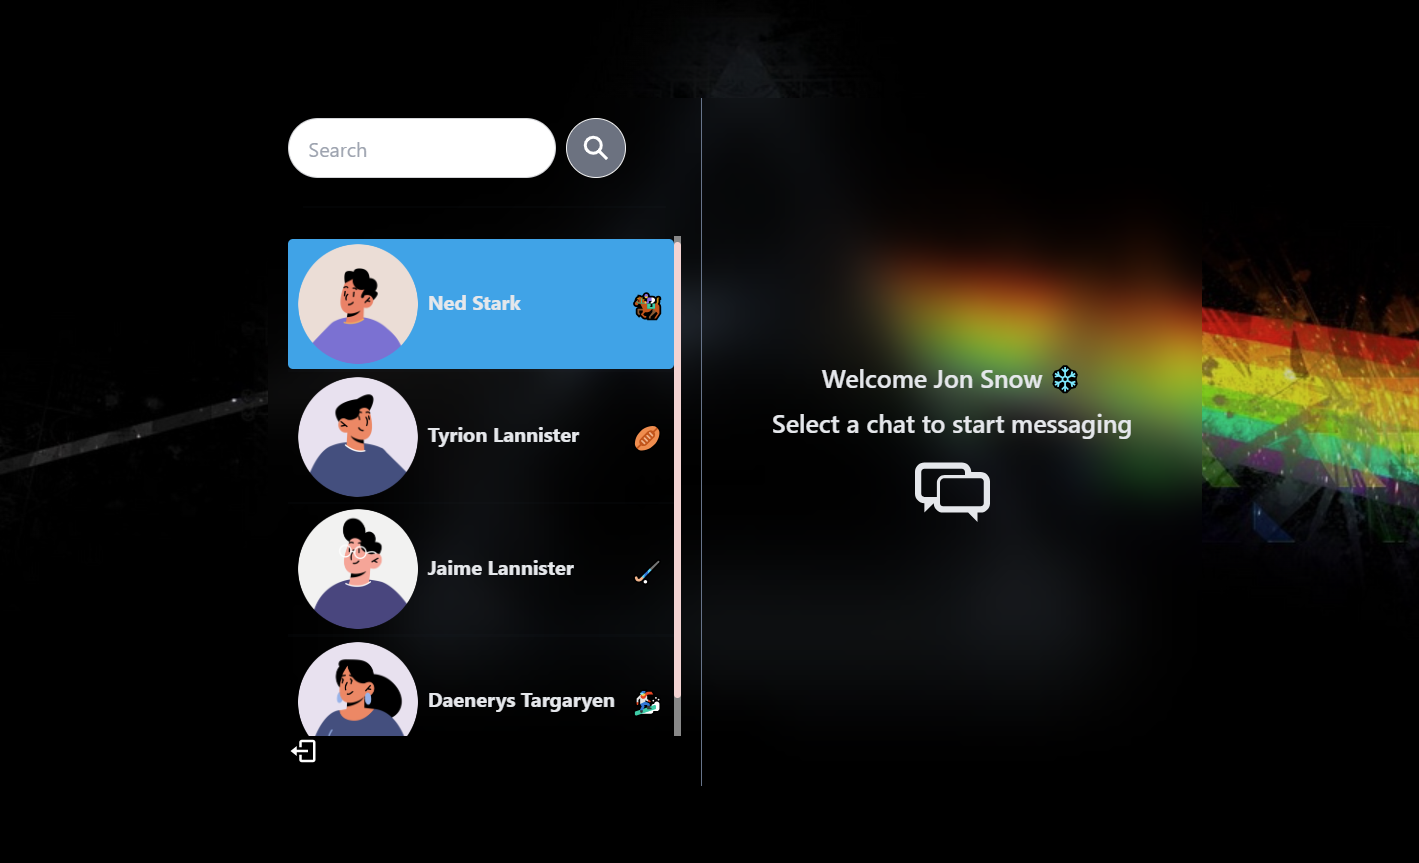 Search
Ned Stark
Tyrion Lannister
Jaime Lannister
Daenerys Targaryen
Welcome Jon Snow ❄
Select a chat to start messaging